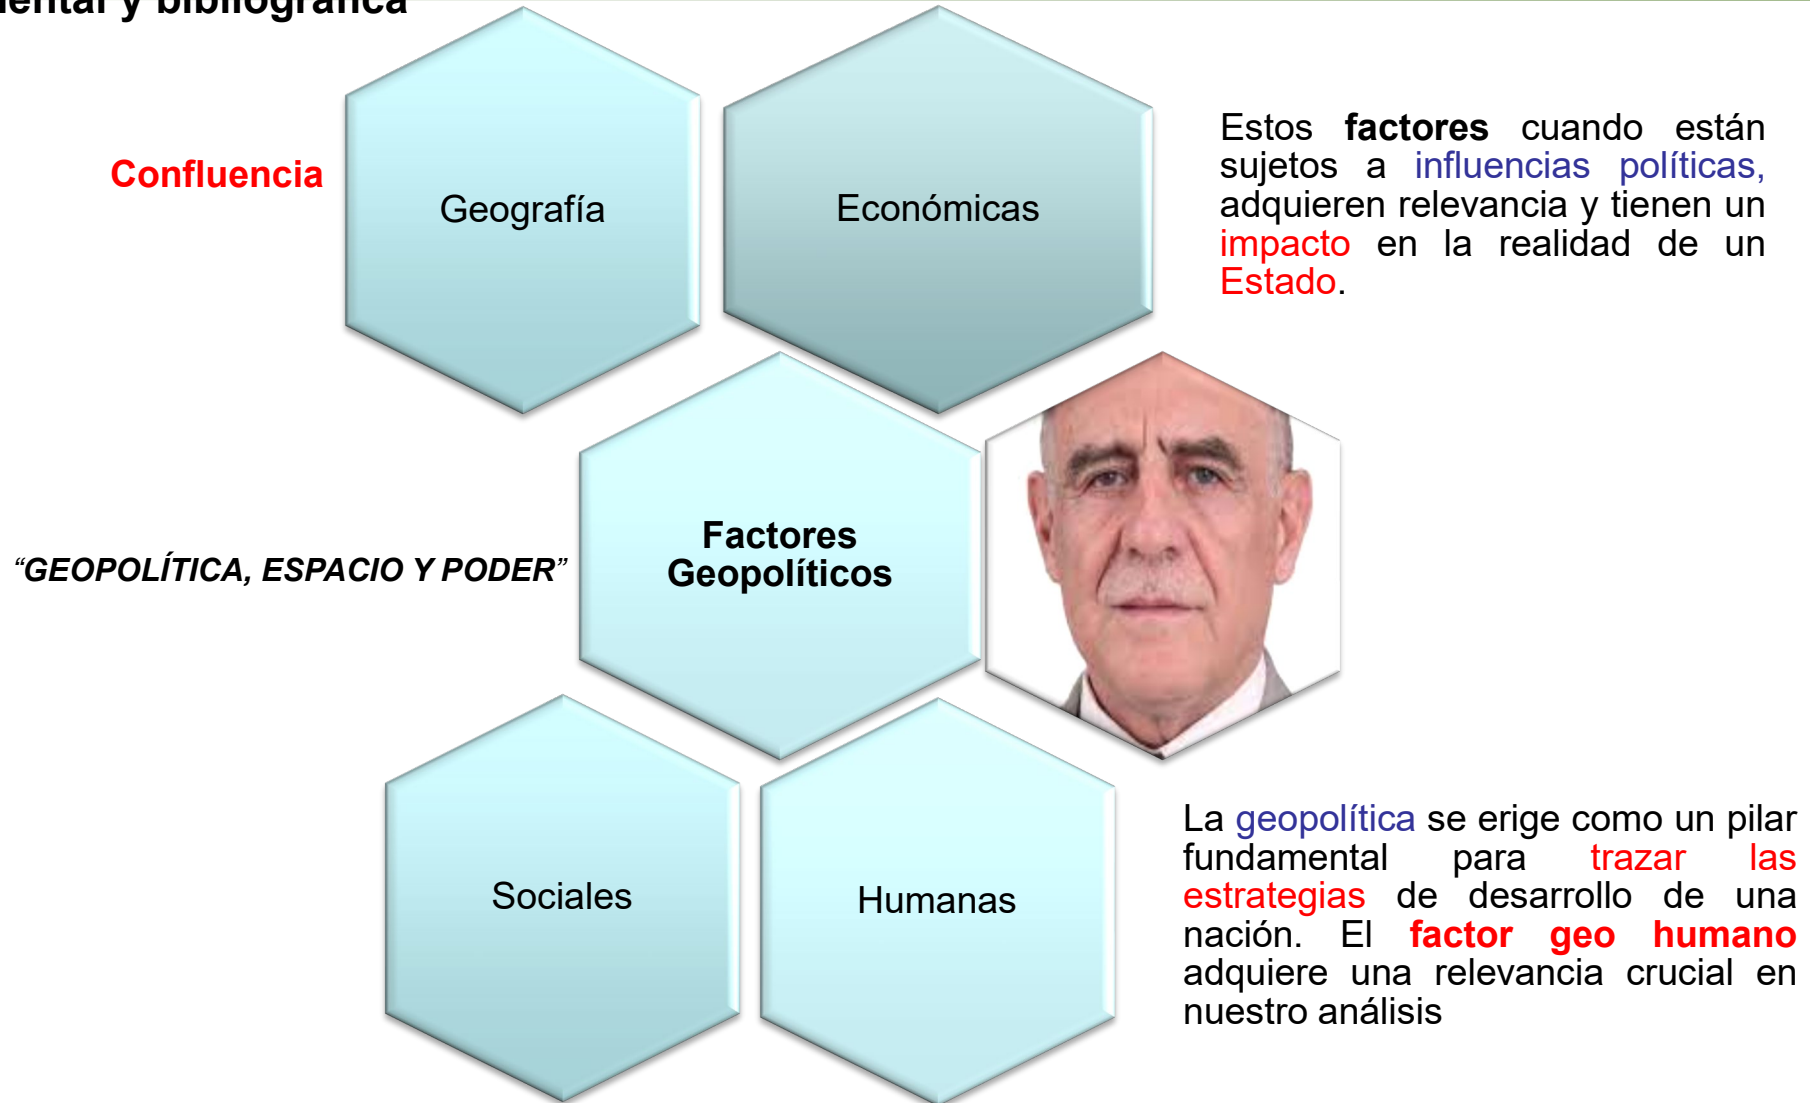 y bibliográfica
Confluencia
Geografía
Económicas
Estos factores cuando están
sujetos a influencias políticas,
adquieren relevancia y tienen un
impacto en la realidad de un
Estado.
"GEOPOLÍTICA, ESPACIO Y PODER"
Factores
Geopolíticos
Sociales
Humanas
La geopolítica se erige como un pilar
fundamental para trazar las
estrategias de desarrollo de una
nación. El factor geo humano
adquiere una relevancia crucial en
nuestro análisis